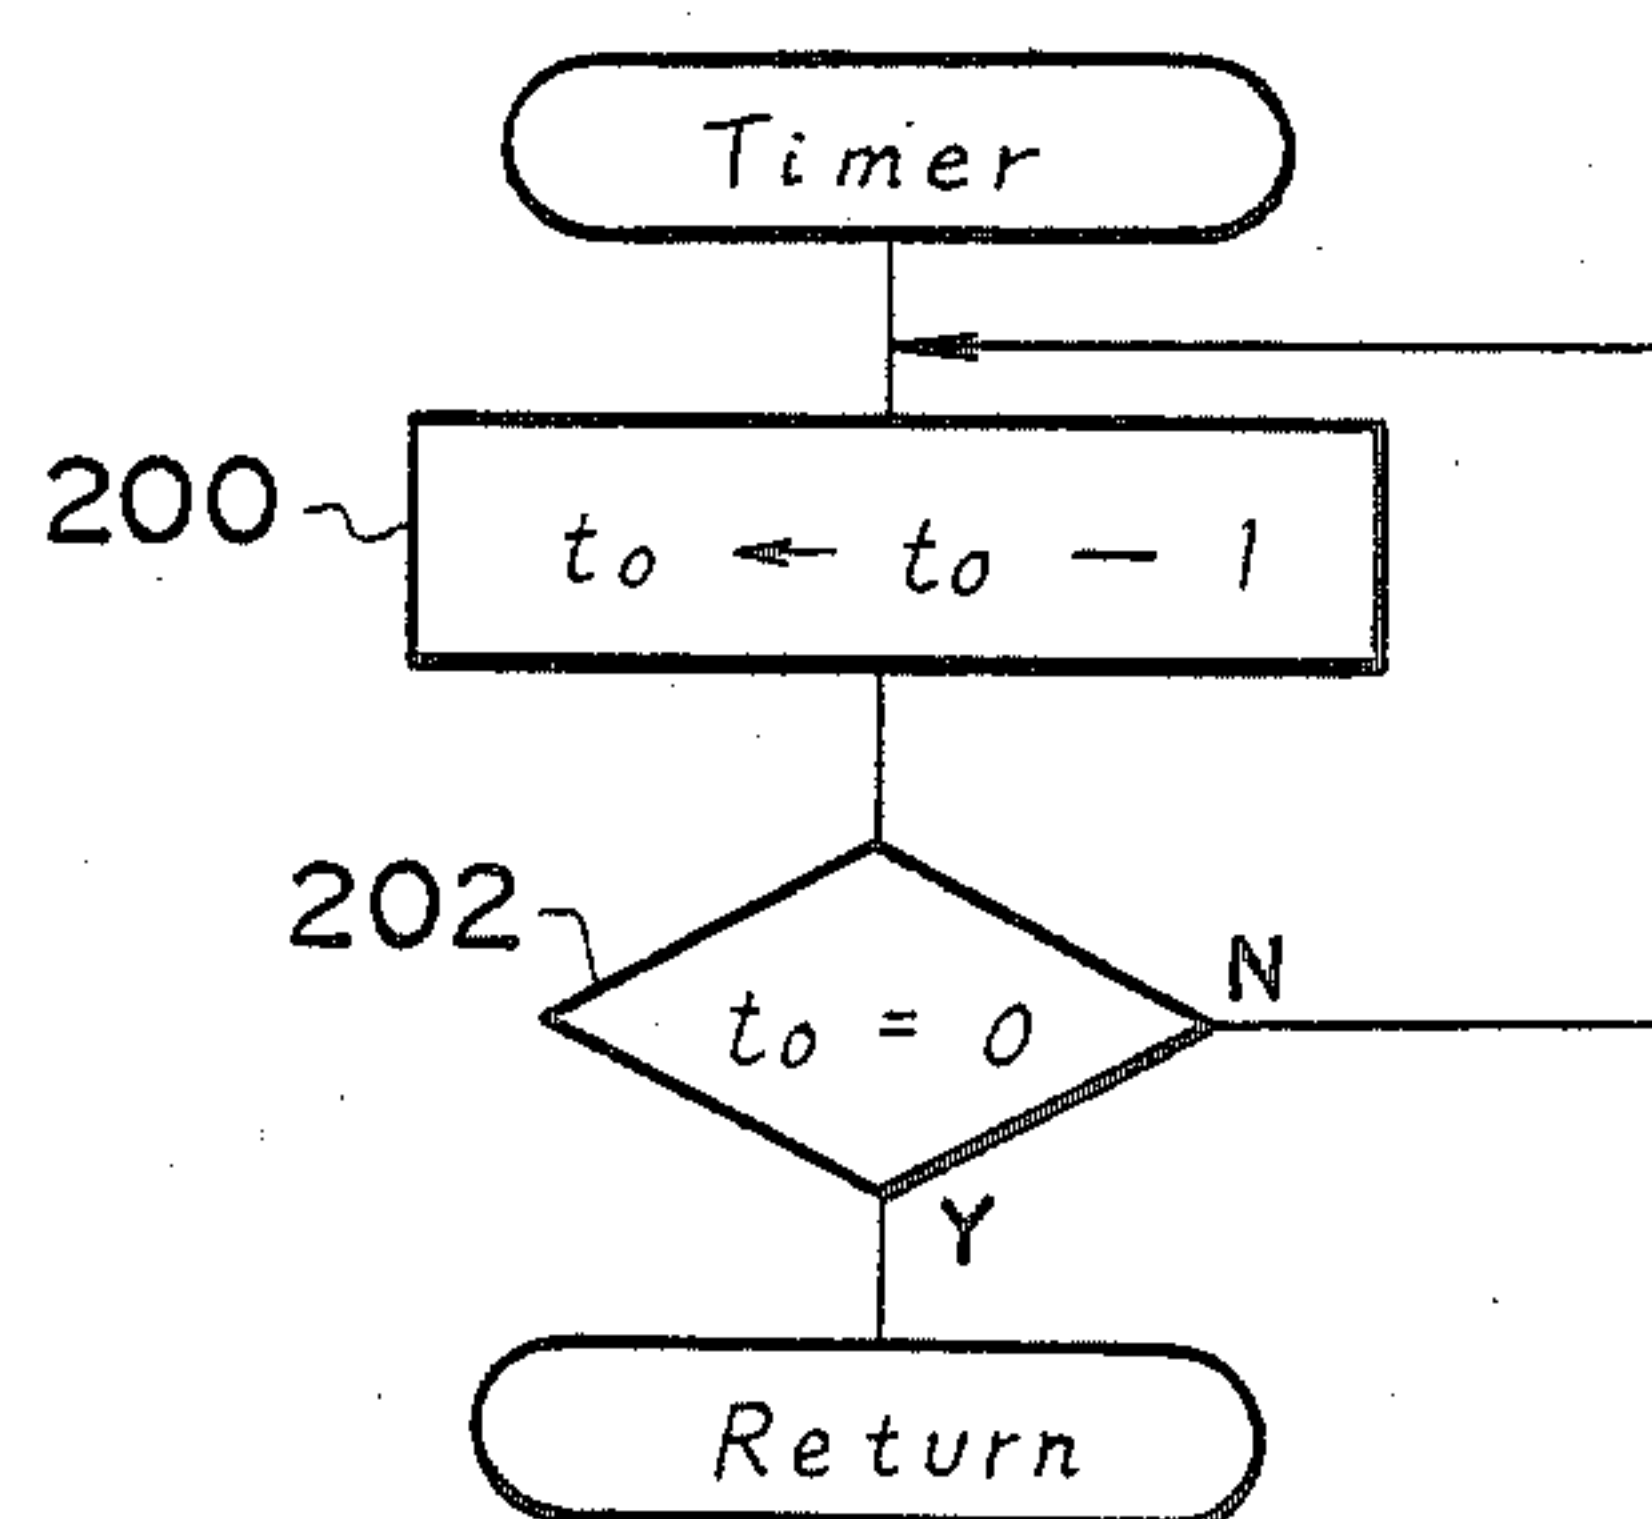 Timer
200
to ← to — 1
202
to = 0
N
Y
Return